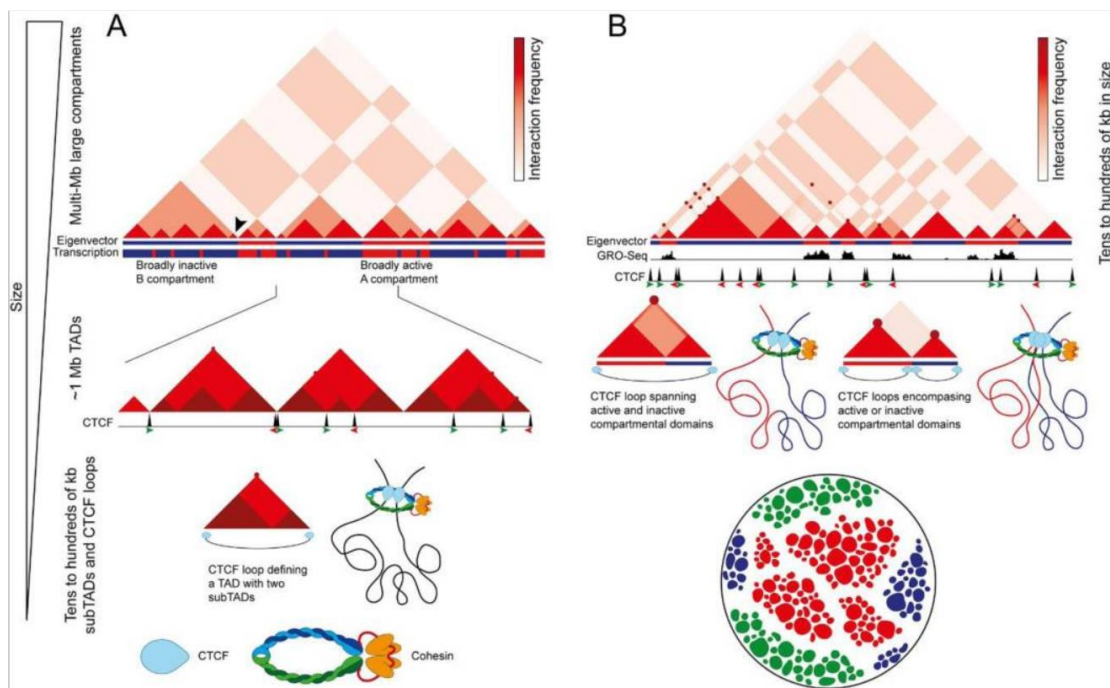 A
B
Size
Multi-Mb large compartments
Interaction frequency
Eigenvector
Transcription
Broadly inactive
B compartment
Broadly active
A compartment
~1 Mb TADs
CTCF
Tens to hundreds of kb
subTADs and CTCF loops
CTCF loop defining
a TAD with two
subTADs
CTCF
Cohesin
Interaction frequency
Tens to hundreds of kb in size
Eigenvector
GRO-Seq
CTCF
CTCF loop spanning
active and inactive
compartmental domains
CTCF loops encompasing
active or inactive
compartmental domains